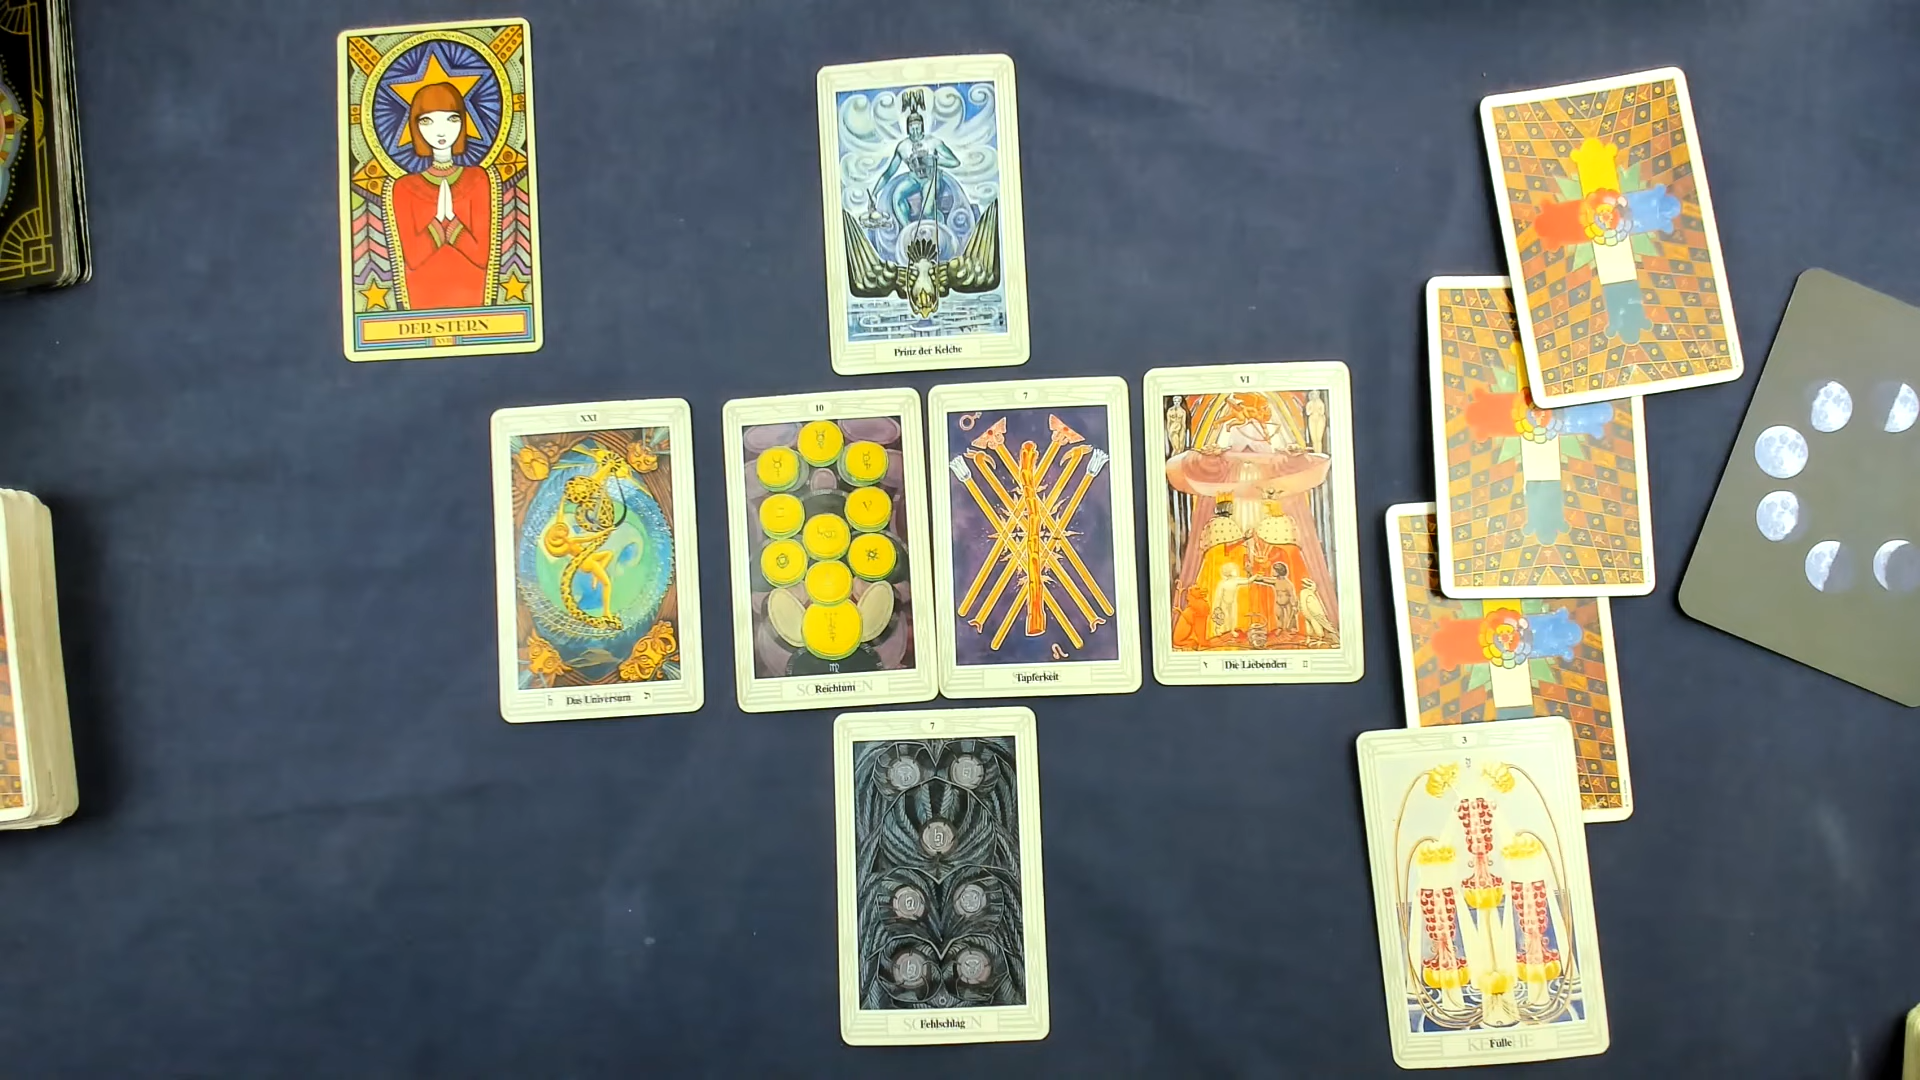 DER STERN
XVII
Prinz der Kelche
XXI
Das Universum
10
Reichtum
7
Tapferkeit
VI
Die Liebenden
7
Fehlschlag
3
Fülle